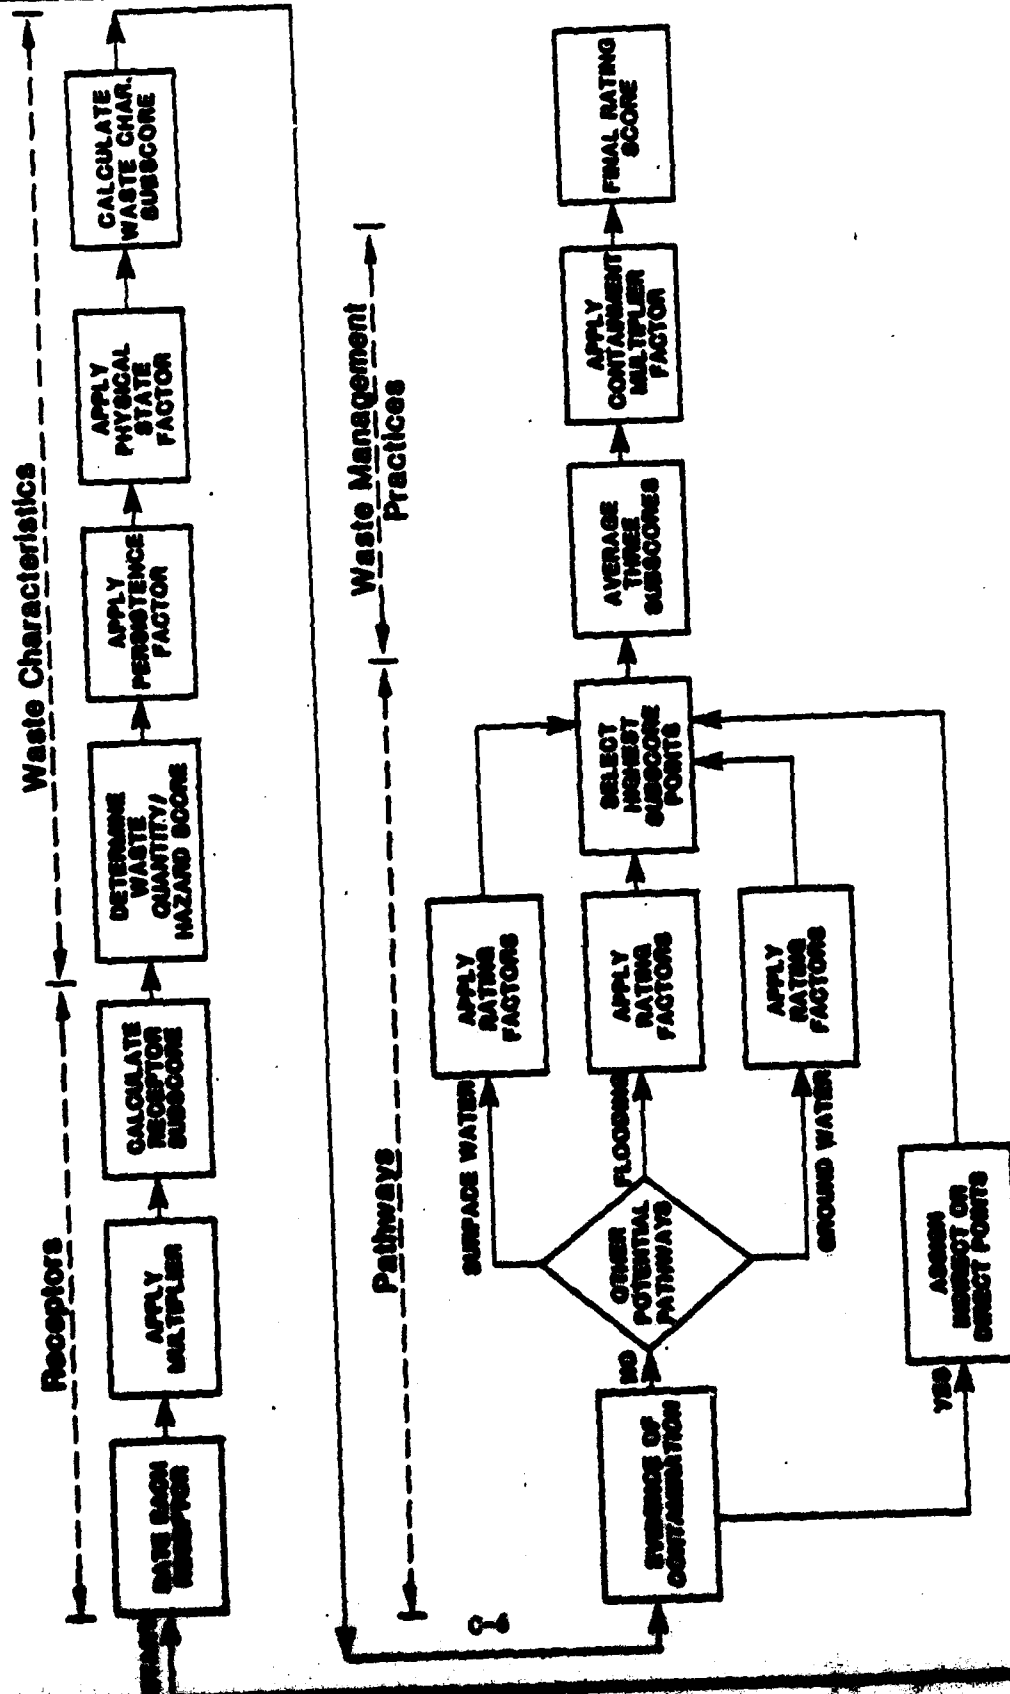 Receptors
Waste Characteristics
RATE EACH
RECEPTOR
APPLY
MULTIPLIER
CALCULATE
RECEPTOR
SUBSCORE
DETERMINE
WASTE
QUANTITY/
HAZARD SCORE
APPLY
PERSISTENCE
FACTOR
APPLY
PHYSICAL
STATE
FACTOR
CALCULATE
WASTE CHAR.
SUBSCORE
Pathways
Waste Management
Practices
EVIDENCE OF
CONTAMINATION
NO
YES
OTHER
POTENTIAL
PATHWAYS
SURFACE WATER
FLOODING
GROUND WATER
APPLY
RATING
FACTORS
APPLY
RATING
FACTORS
APPLY
RATING
FACTORS
ASSIGN
INDIRECT OR
DIRECT POINTS
SELECT
HIGHEST
SUBSCORE
POINTS
AVERAGE
THREE
SUBSCORES
APPLY
CONTAINMENT
MULTIPLIER
FACTOR
FINAL RATING
SCORE
C-6